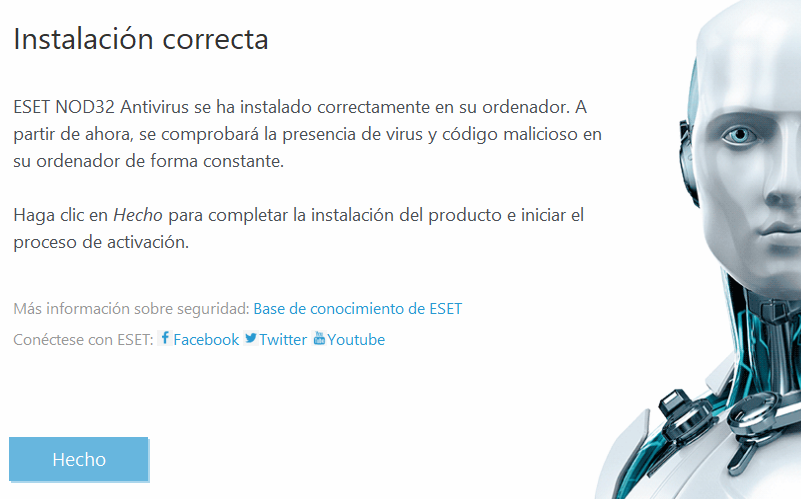 Instalación correcta
ESET NOD32 Antivirus se ha instalado correctamente en su ordenador. A
partir de ahora, se comprobará la presencia de virus y código malicioso en
su ordenador de forma constante.
Haga clic en Hecho para completar la instalación del producto e iniciar el
proceso de activación.
Más información sobre seguridad: Base de conocimiento de ESET
Conéctese con ESET: Facebook Twitter Youtube
Hecho